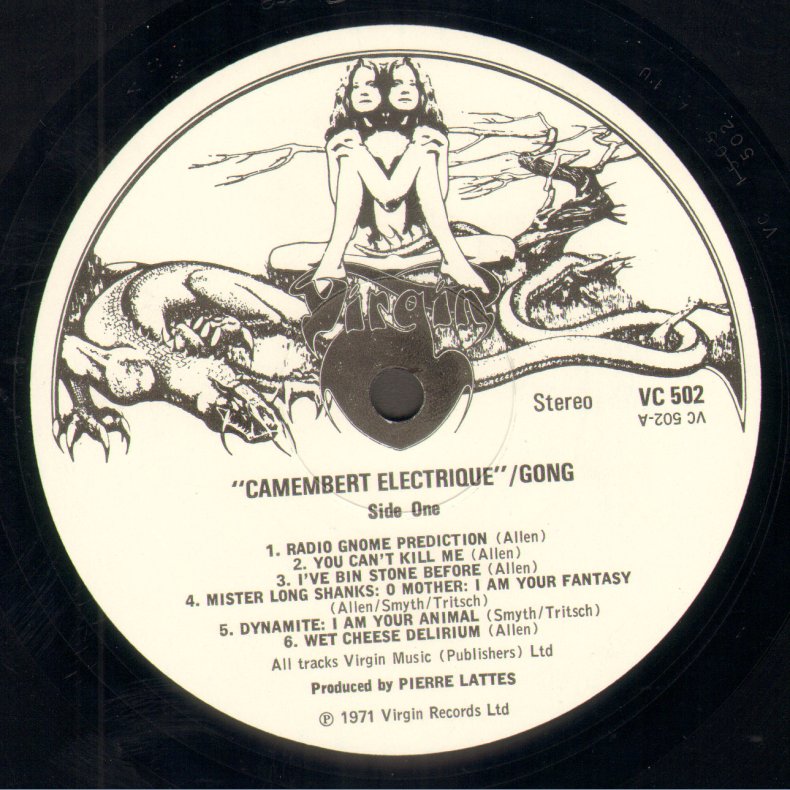 Virgin
Stereo
VC 502
VC 502-A
"CAMEMBERT ELECTRIQUE"/GONG
Side One
1. RADIO GNOME PREDICTION (Allen)
2. YOU CAN'T KILL ME (Allen)
3. I'VE BIN STONE BEFORE (Allen)
4. MISTER LONG SHANKS: O MOTHER: I AM YOUR FANTASY
(Allen/Smyth/Tritsch)
5. DYNAMITE: I AM YOUR ANIMAL (Smyth/Tritsch)
6. WET CHEESE DELIRIUM (Allen)
All tracks Virgin Music (Publishers) Ltd
Produced by PIERRE LATTES
℗ 1971 Virgin Records Ltd